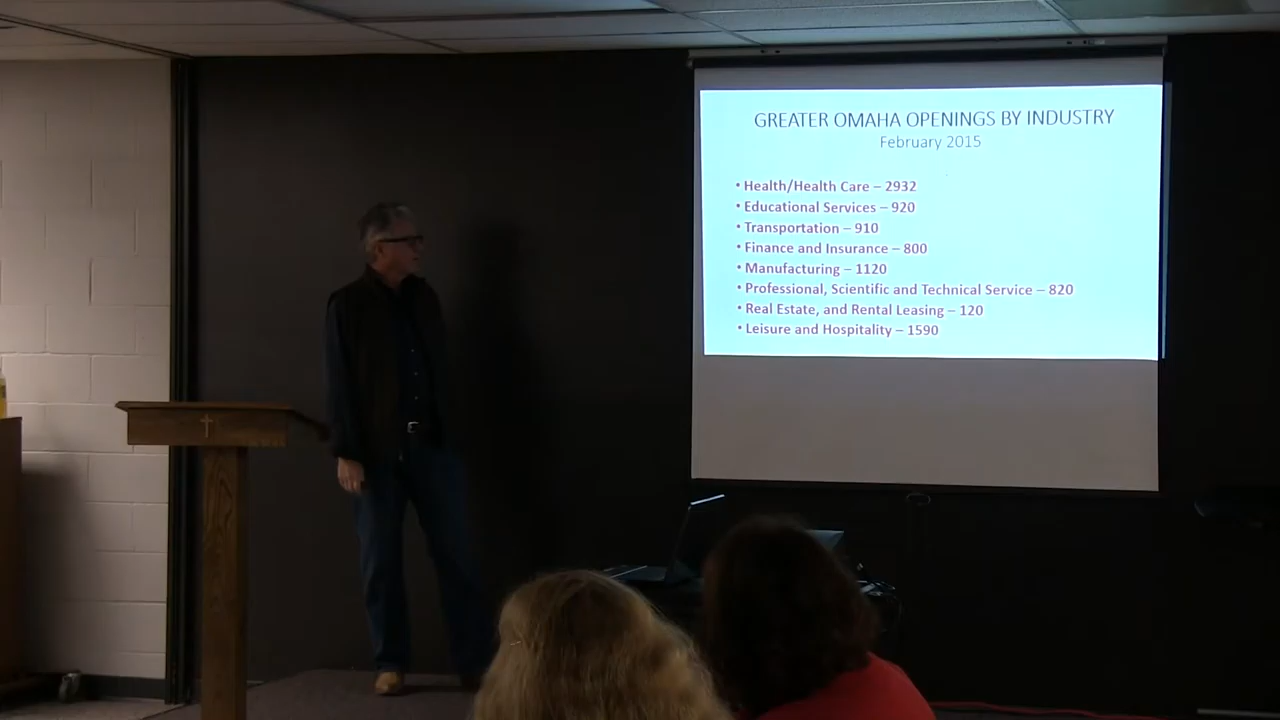 GREATER OMAHA OPENINGS BY INDUSTRY
February 2015
• Health/Health Care – 2932
• Educational Services – 920
• Transportation – 910
• Finance and Insurance – 800
• Manufacturing – 1120
• Professional, Scientific and Technical Service – 820
• Real Estate, and Rental Leasing – 120
• Leisure and Hospitality – 1590